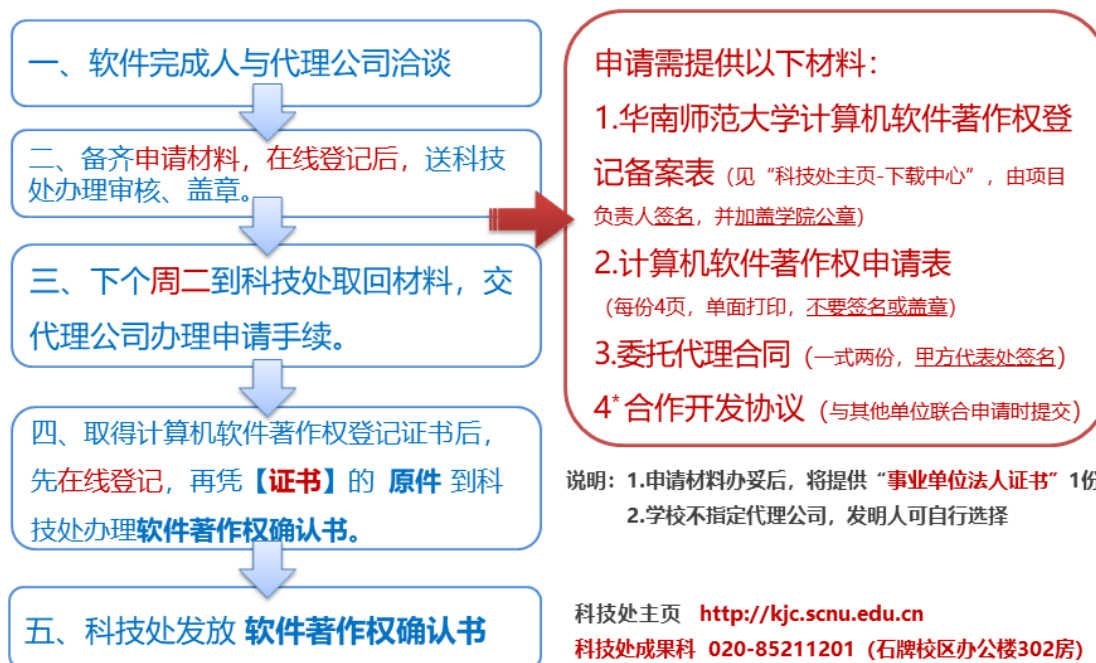 一、软件完成人与代理公司洽谈
二、备齐申请材料，在线登记后，送科技
处办理审核、盖章。
三、下个周二到科技处取回材料，交
代理公司办理申请手续。
四、取得计算机软件著作权登记证书后，
先在线登记，再凭【证书】的 原件 到科
技处办理软件著作权确认书。
五、科技处发放 软件著作权确认书
申请需提供以下材料：
1.华南师范大学计算机软件著作权登
记备案表（见“科技处主页-下载中心”，由项目
负责人签名，并加盖学院公章）
2.计算机软件著作权申请表
（每份4页，单面打印，不要签名或盖章）
3.委托代理合同（一式两份，甲方代表处签名）
4*合作开发协议（与其他单位联合申请时提交）
说明：1.申请材料办妥后，将提供“事业单位法人证书”1份
2.学校不指定代理公司，发明人可自行选择
科技处主页 http://kjc.scnu.edu.cn
科技处成果科 020-85211201（石牌校区办公楼302房）